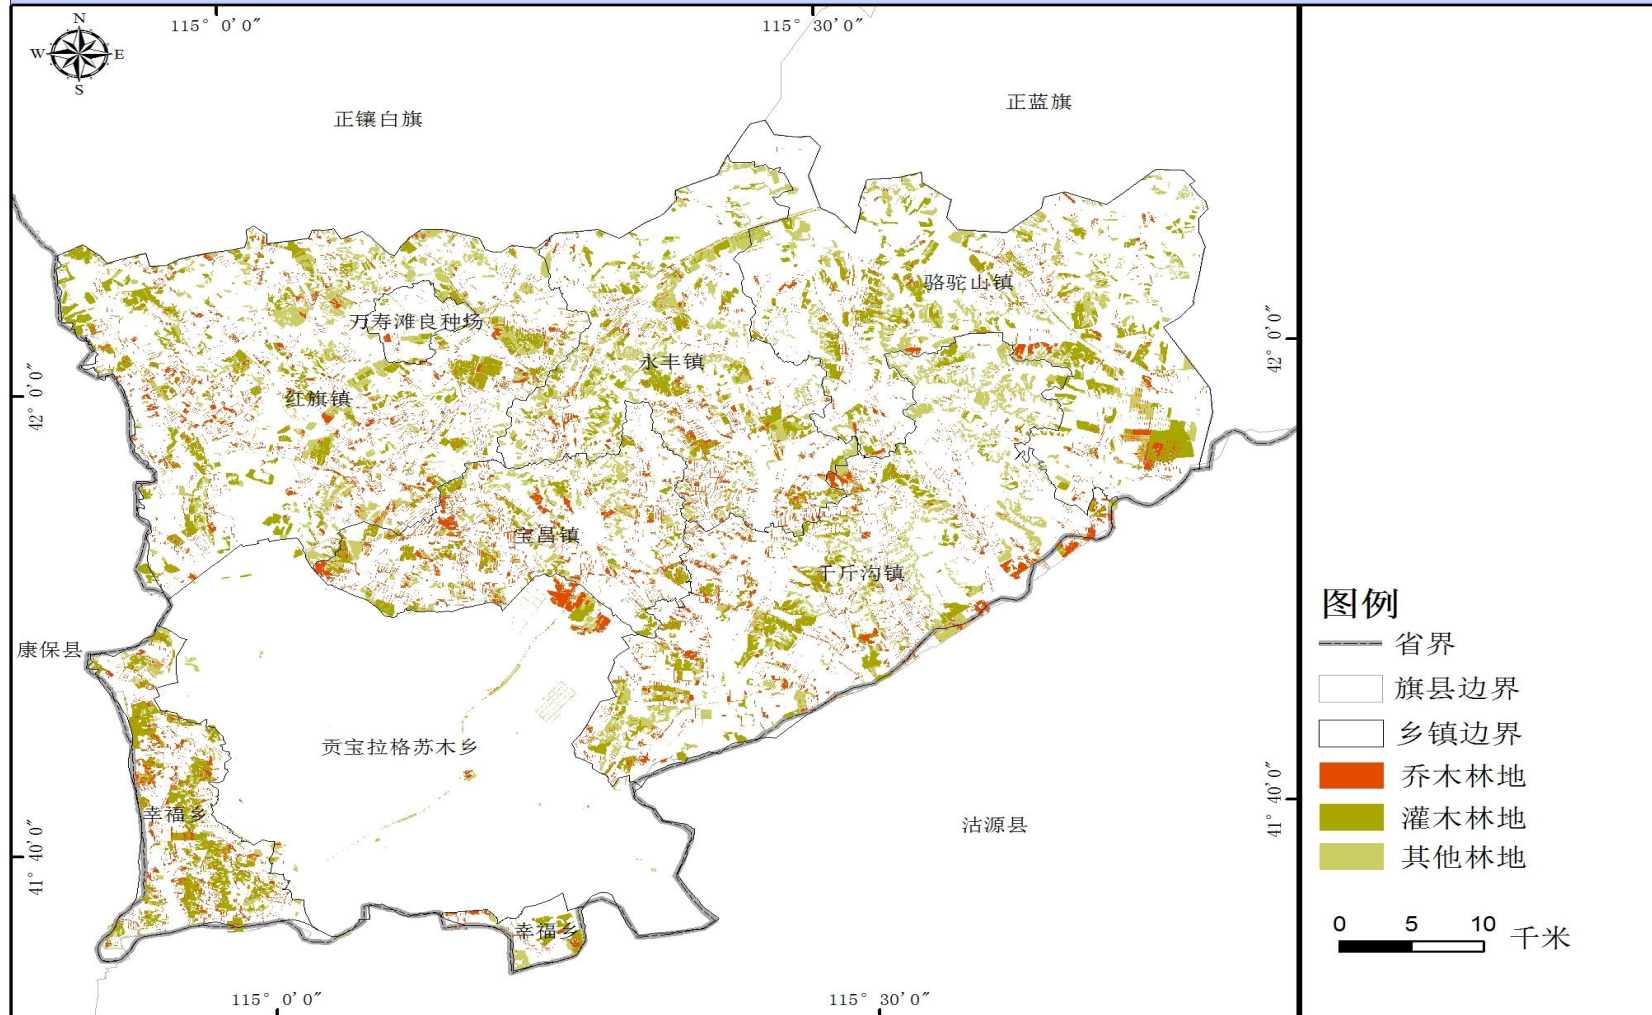 115° 0'0"
115° 30'0"
N
W
E
S
正镶白旗
正蓝旗
骆驼山镇
万寿滩良种场
永丰镇
42° 0'0"
42° 0'0"
红旗镇
宝昌镇
千斤沟镇
康保县
贡宝拉格苏木乡
幸福乡
沽源县
41° 40'0"
41° 40'0"
幸福乡
115° 0'0"
115° 30'0"
图例
省界
旗县边界
乡镇边界
乔木林地
灌木林地
其他林地
0 5 10 千米